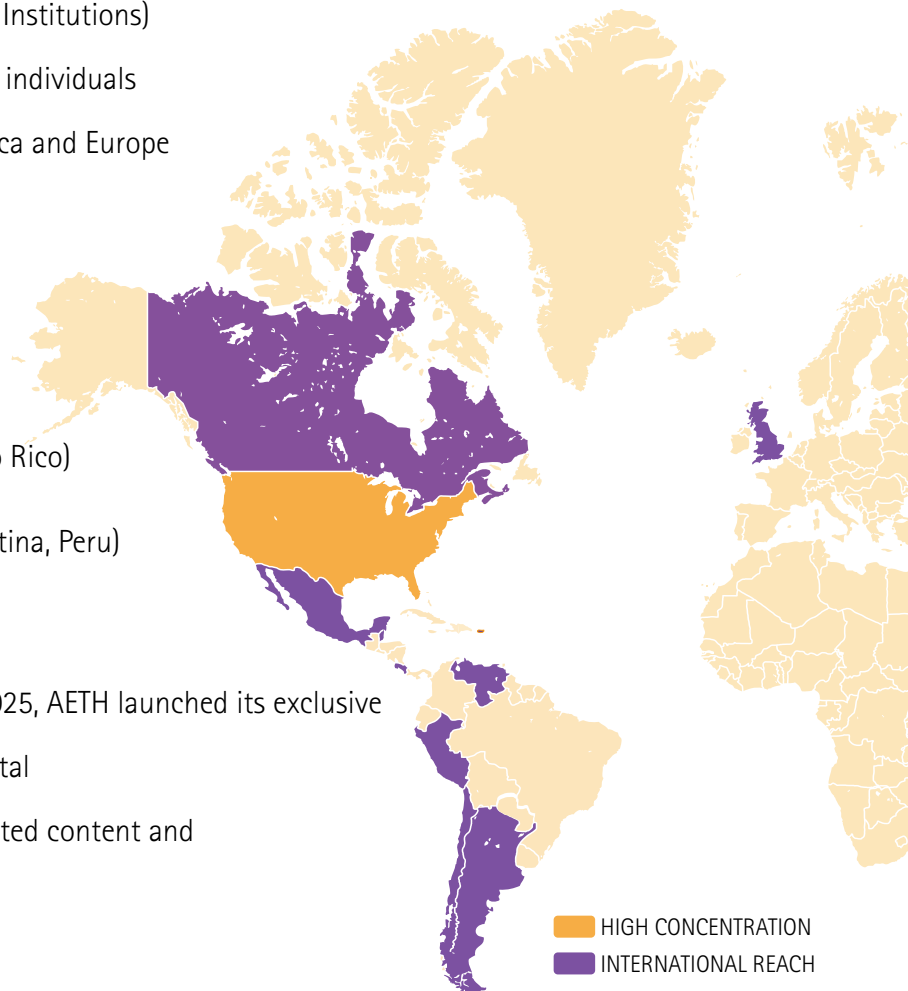 Institutions)
individuals
ca and Europe
Rico)
tina, Peru)
025, AETH launched its exclusive
tal
ted content and
HIGH CONCENTRATION
INTERNATIONAL REACH